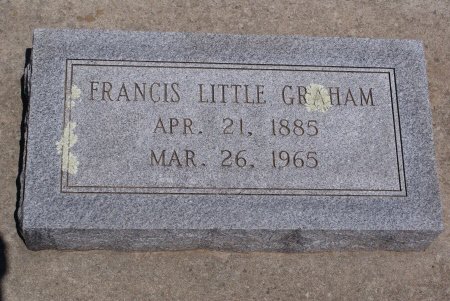 FRANCIS LITTLE GRAHAM
APR. 21, 1885
MAR. 26, 1965